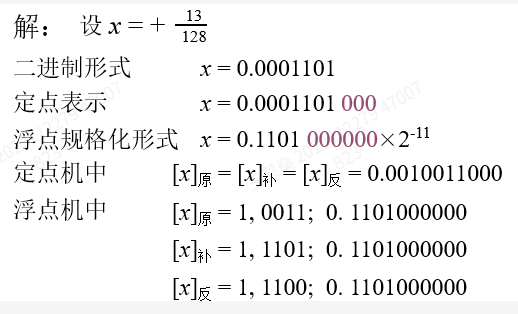 解： 设 x = + 13/128
二进制形式 x = 0.0001101
定点表示 x = 0.0001101 000
浮点规格化形式 x = 0.1101 000000×2⁻¹¹
定点机中 [x]原 = [x]补 = [x]反 = 0.0010011000
浮点机中 [x]原 = 1, 0011; 0. 1101000000
[x]补 = 1, 1101; 0. 1101000000
[x]反 = 1, 1100; 0. 1101000000